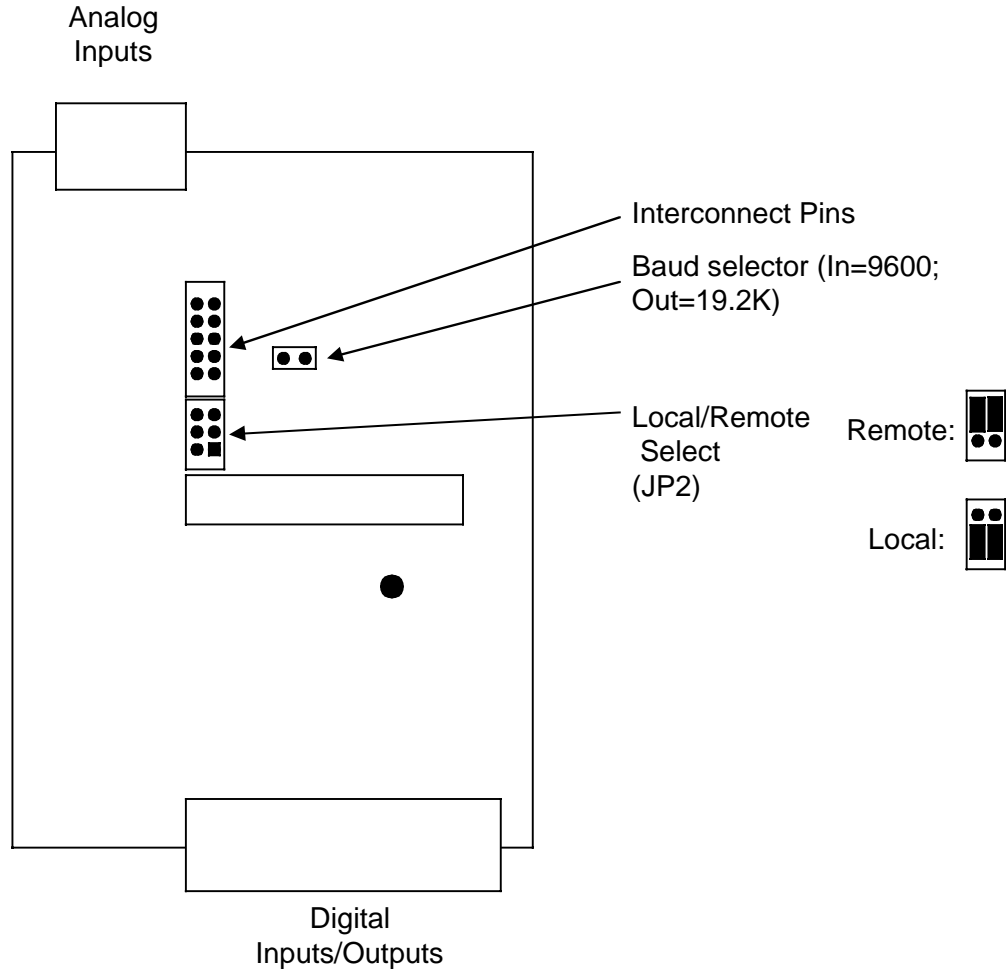 Analog
Inputs
Interconnect Pins
Baud selector (In=9600;
Out=19.2K)
Local/Remote
Select
(JP2)
Remote:
Local:
Digital
Inputs/Outputs